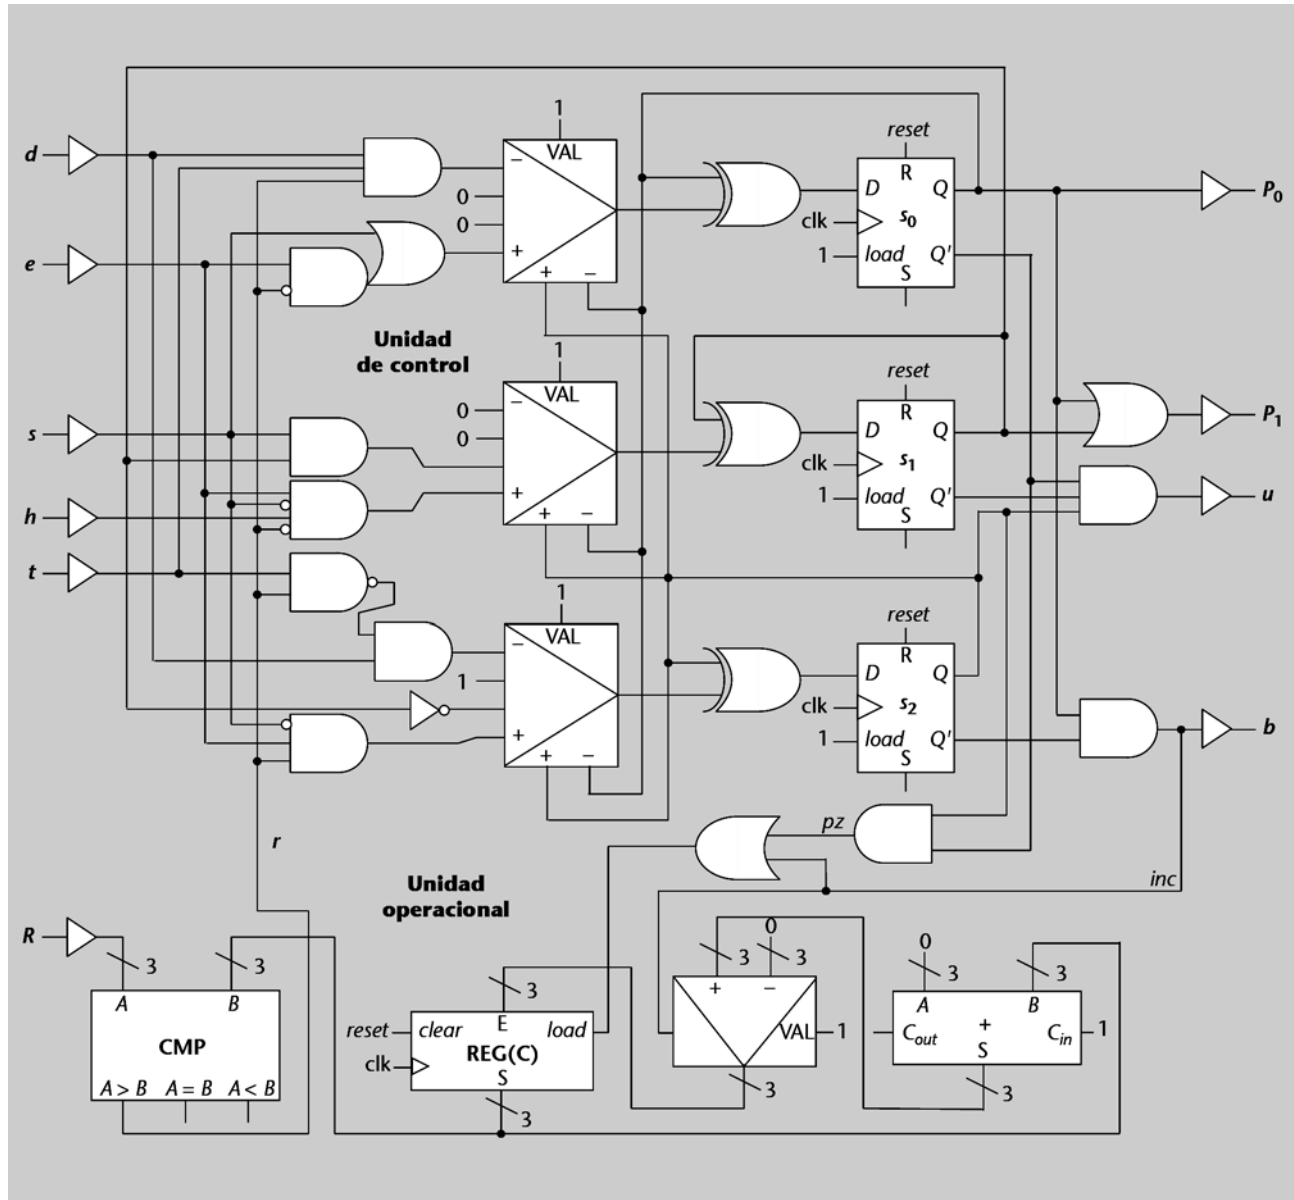 1
reset
VAL
R
d
−
D
Q
P0
0
s0
0
clk
e
+
1
load
Q'
+
−
S
Unidad
de control
1
reset
VAL
R
0
−
P1
s
0
D
Q
clk
s1
+
1
load
Q'
u
h
+
−
S
t
1
reset
VAL
R
−
D
Q
1
s2
clk
+
1
load
Q'
b
+
−
S
pz
r
inc
Unidad
operacional
R
0
0
3
3
3
3
3
3
A
B
3
+
−
A
B
reset
clear
E
load
VAL
1
Cout
+
Cin
1
CMP
REG(C)
S
clk
A > B
A = B
A < B
S
3
3
3